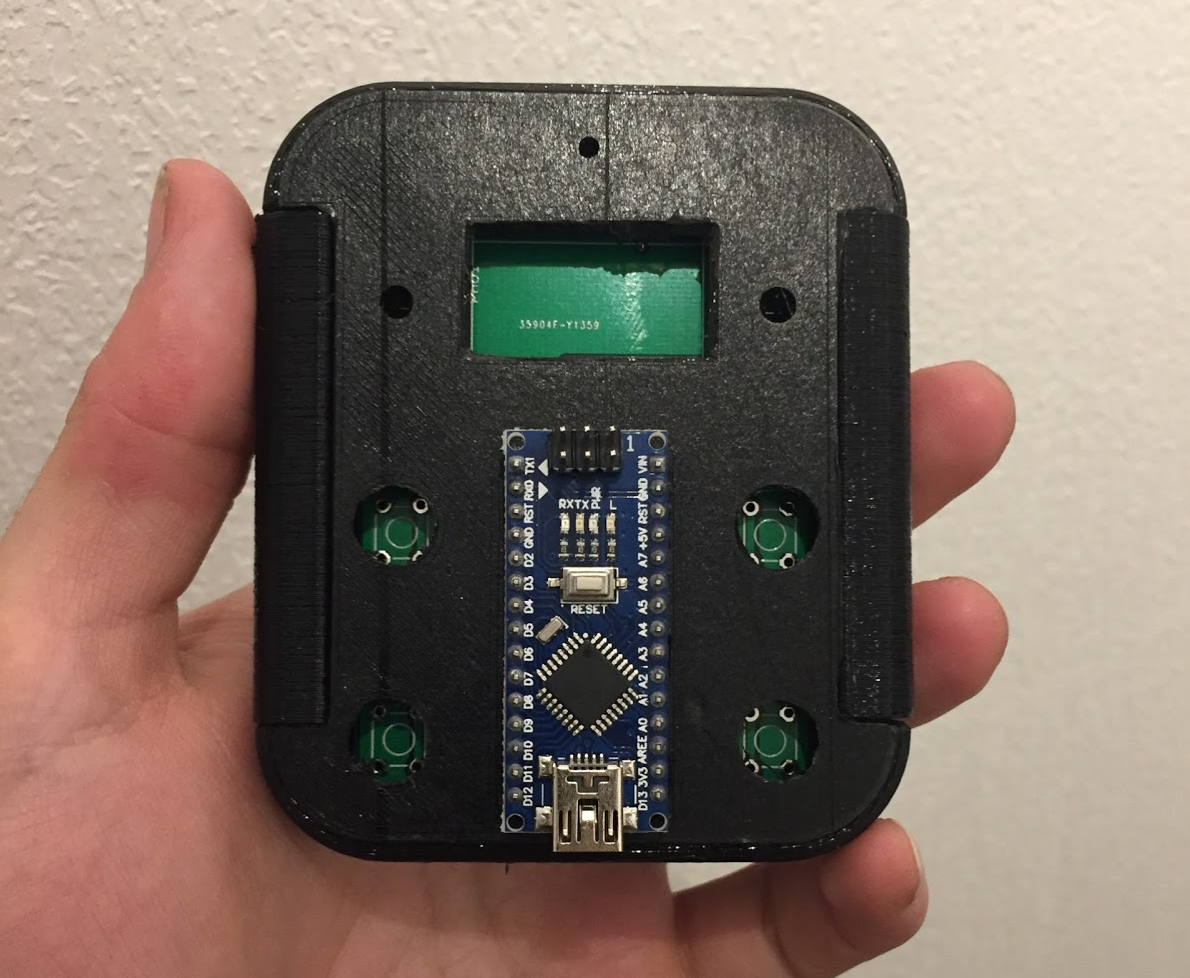 35904F-Y1359
1
TX1
RX0
RST
GND
D2
D3
D4
D5
D6
D7
D8
D9
D10
D11
D12
RX TX PWR L
RESET
VIN
GND
RST
+5V
A7
A6
A5
A4
A3
A2
A1
A0
AREF
3V3
D13